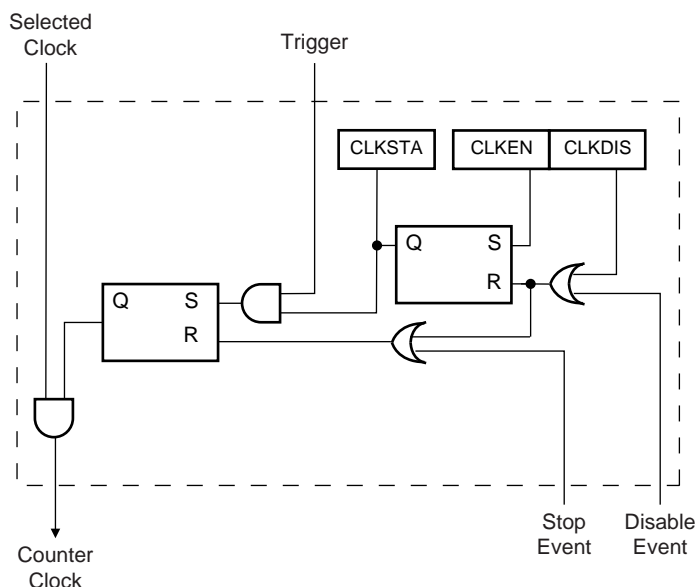 Selected
Clock
Trigger
CLKSTA
CLKEN
CLKDIS
Q
S
R
Q
S
R
Stop
Event
Disable
Event
Counter
Clock